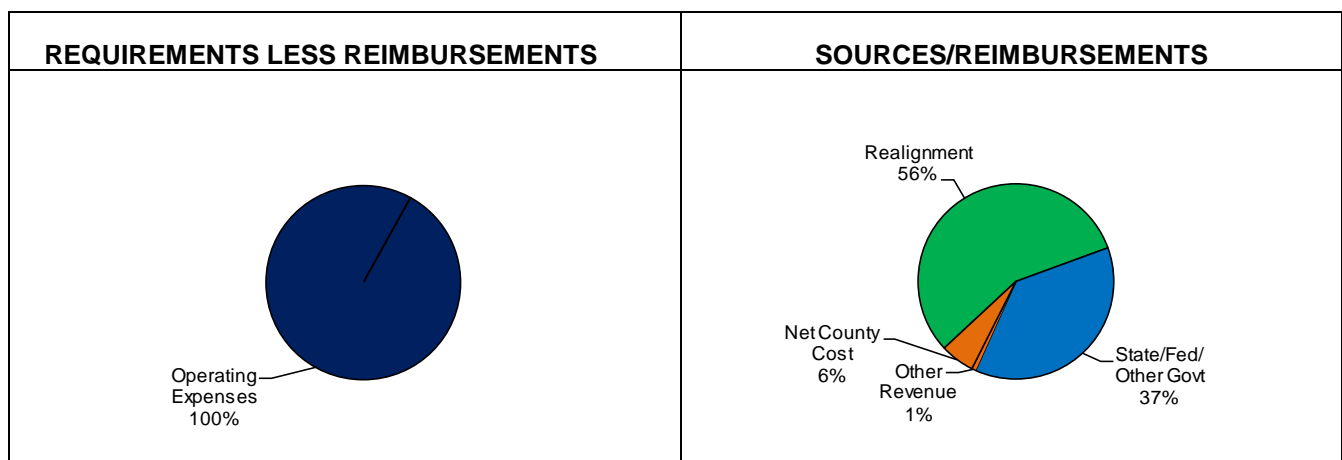 REQUIREMENTS LESS REIMBURSEMENTS
Operating
Expenses
100%
SOURCES/REIMBURSEMENTS
Realignment
56%
Net County
Cost
6%
Other
Revenue
1%
State/Fed/
Other Govt
37%